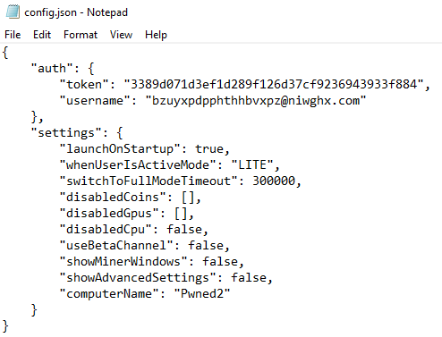 config.json - Notepad
File Edit Format View Help
{
    "auth": {
        "token": "3389d071d3ef1d289f126d37cf9236943933f884",
        "username": "bzuyxpdpphthhbvxpz@niwghx.com"
    },
    "settings": {
        "launchOnStartup": true,
        "whenUserIsActiveMode": "LITE",
        "switchToFullModeTimeout": 300000,
        "disabledCoins": [],
        "disabledGpus": [],
        "disabledCpu": false,
        "useBetaChannel": false,
        "showMinerWindows": false,
        "showAdvancedSettings": false,
        "computerName": "Pwned2"
    }
}